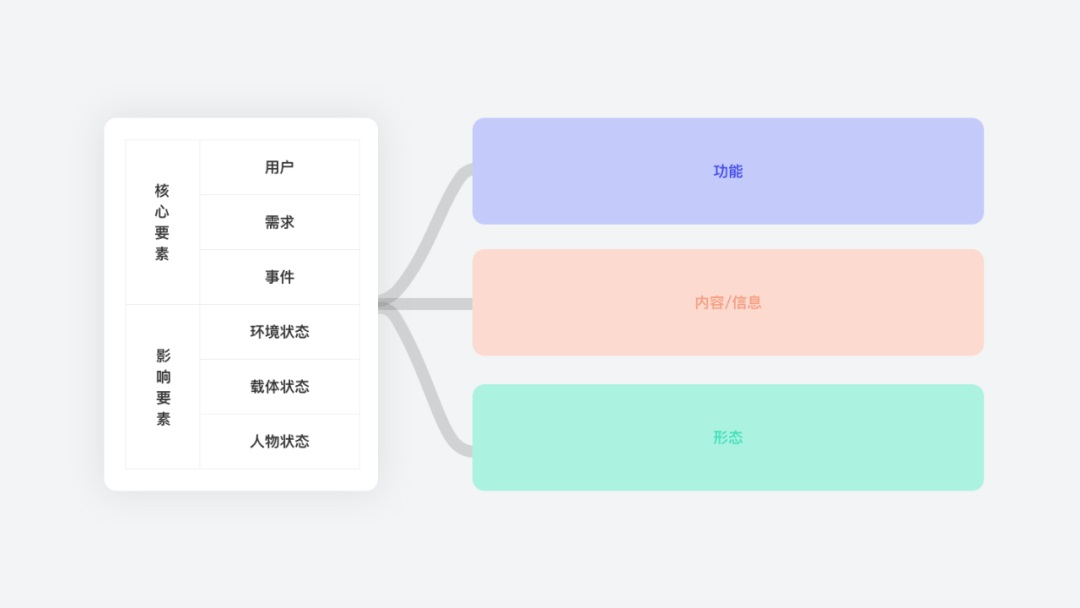 核心要素
用户
需求
事件
影响要素
环境状态
载体状态
人物状态
功能
内容/信息
形态